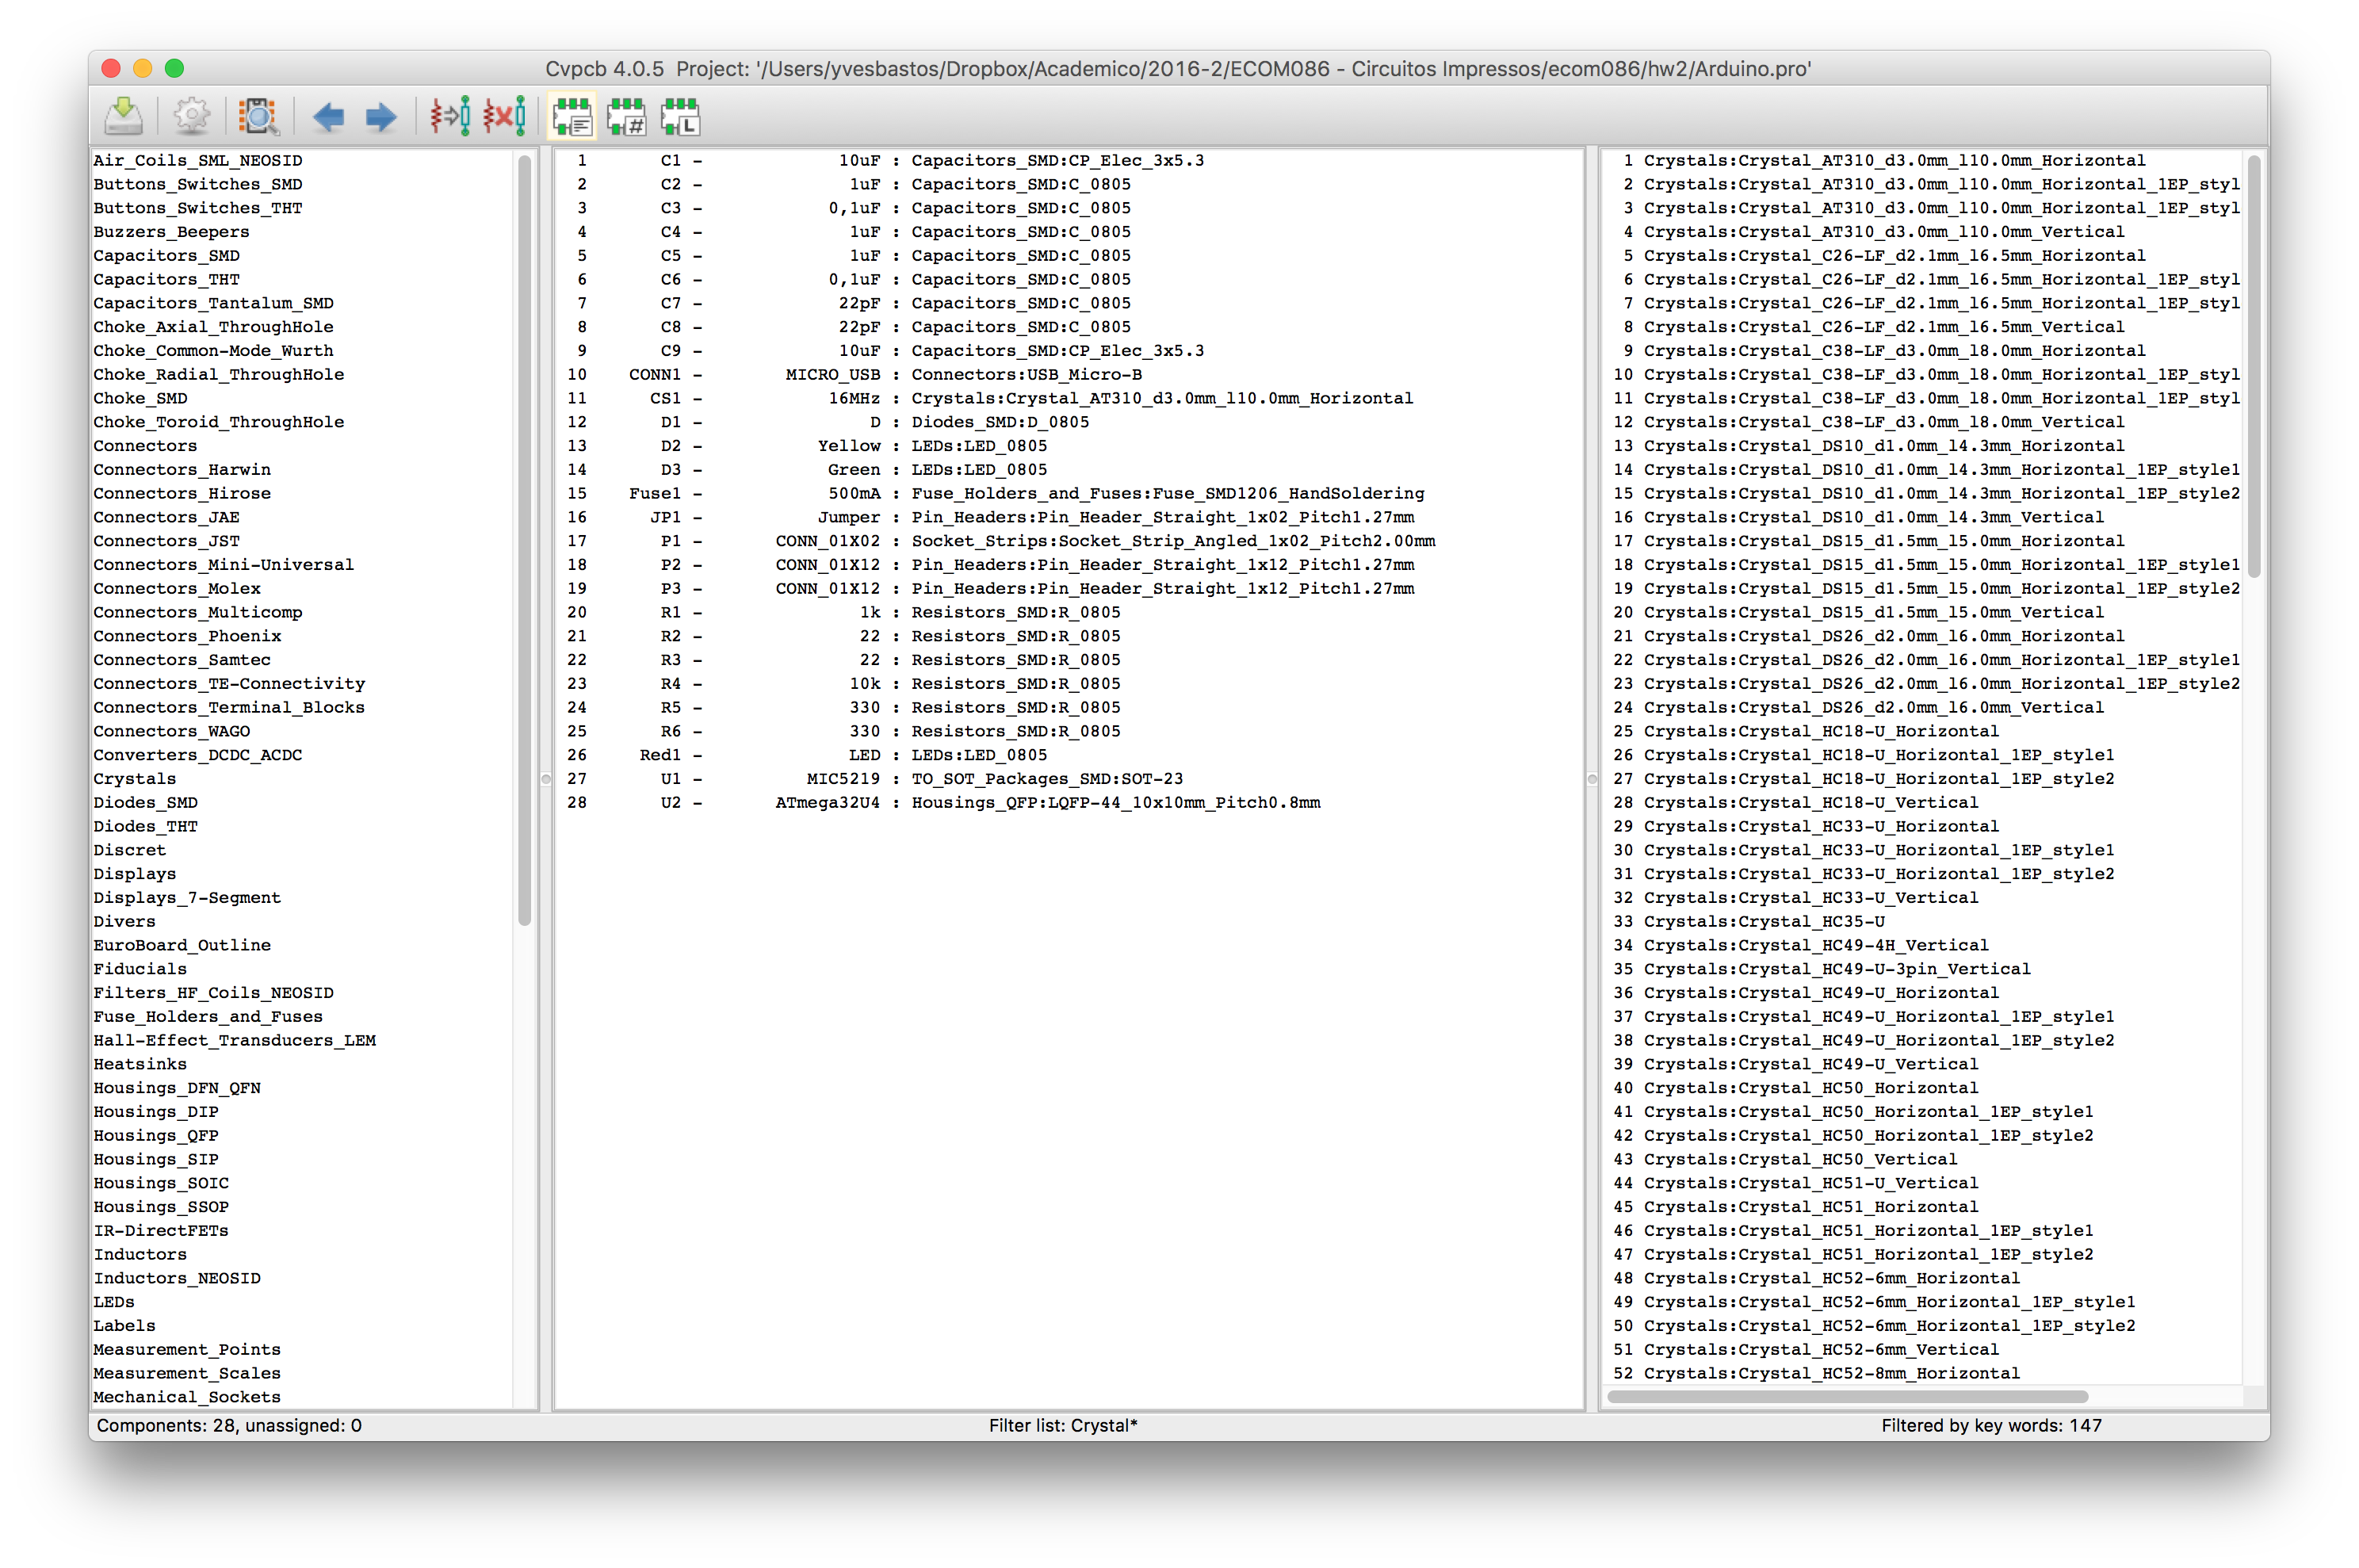 Cvpcb 4.0.5  Project: '/Users/yvesbastos/Dropbox/Academico/2016-2/ECOM086 - Circuitos Impressos/ecom086/hw2/Arduino.pro'
Air_Coils_SML_NEOSID
Buttons_Switches_SMD
Buttons_Switches_THT
Buzzers_Beepers
Capacitors_SMD
Capacitors_THT
Capacitors_Tantalum_SMD
Choke_Axial_ThroughHole
Choke_Common-Mode_Wurth
Choke_Radial_ThroughHole
Choke_SMD
Choke_Toroid_ThroughHole
Connectors
Connectors_Harwin
Connectors_Hirose
Connectors_JAE
Connectors_JST
Connectors_Mini-Universal
Connectors_Molex
Connectors_Multicomp
Connectors_Phoenix
Connectors_Samtec
Connectors_TE-Connectivity
Connectors_Terminal_Blocks
Connectors_WAGO
Converters_DCDC_ACDC
Crystals
Diodes_SMD
Diodes_THT
Discret
Displays
Displays_7-Segment
Divers
EuroBoard_Outline
Fiducials
Filters_HF_Coils_NEOSID
Fuse_Holders_and_Fuses
Hall-Effect_Transducers_LEM
Heatsinks
Housings_DFN_QFN
Housings_DIP
Housings_QFP
Housings_SIP
Housings_SOIC
Housings_SSOP
IR-DirectFETs
Inductors
Inductors_NEOSID
LEDs
Labels
Measurement_Points
Measurement_Scales
Mechanical_Sockets
1 C1 - 10uF : Capacitors_SMD:CP_Elec_3x5.3
2 C2 - 1uF : Capacitors_SMD:C_0805
3 C3 - 0,1uF : Capacitors_SMD:C_0805
4 C4 - 1uF : Capacitors_SMD:C_0805
5 C5 - 1uF : Capacitors_SMD:C_0805
6 C6 - 0,1uF : Capacitors_SMD:C_0805
7 C7 - 22pF : Capacitors_SMD:C_0805
8 C8 - 22pF : Capacitors_SMD:C_0805
9 C9 - 10uF : Capacitors_SMD:CP_Elec_3x5.3
10 CONN1 - MICRO_USB : Connectors:USB_Micro-B
11 CS1 - 16MHz : Crystals:Crystal_AT310_d3.0mm_l10.0mm_Horizontal
12 D1 - D : Diodes_SMD:D_0805
13 D2 - Yellow : LEDs:LED_0805
14 D3 - Green : LEDs:LED_0805
15 Fuse1 - 500mA : Fuse_Holders_and_Fuses:Fuse_SMD1206_HandSoldering
16 JP1 - Jumper : Pin_Headers:Pin_Header_Straight_1x02_Pitch1.27mm
17 P1 - CONN_01X02 : Socket_Strips:Socket_Strip_Angled_1x02_Pitch2.00mm
18 P2 - CONN_01X12 : Pin_Headers:Pin_Header_Straight_1x12_Pitch1.27mm
19 P3 - CONN_01X12 : Pin_Headers:Pin_Header_Straight_1x12_Pitch1.27mm
20 R1 - 1k : Resistors_SMD:R_0805
21 R2 - 22 : Resistors_SMD:R_0805
22 R3 - 22 : Resistors_SMD:R_0805
23 R4 - 10k : Resistors_SMD:R_0805
24 R5 - 330 : Resistors_SMD:R_0805
25 R6 - 330 : Resistors_SMD:R_0805
26 Red1 - LED : LEDs:LED_0805
27 U1 - MIC5219 : TO_SOT_Packages_SMD:SOT-23
28 U2 - ATmega32U4 : Housings_QFP:LQFP-44_10x10mm_Pitch0.8mm
1 Crystals:Crystal_AT310_d3.0mm_l10.0mm_Horizontal
2 Crystals:Crystal_AT310_d3.0mm_l10.0mm_Horizontal_1EP_styl
3 Crystals:Crystal_AT310_d3.0mm_l10.0mm_Horizontal_1EP_styl
4 Crystals:Crystal_AT310_d3.0mm_l10.0mm_Vertical
5 Crystals:Crystal_C26-LF_d2.1mm_l6.5mm_Horizontal
6 Crystals:Crystal_C26-LF_d2.1mm_l6.5mm_Horizontal_1EP_styl
7 Crystals:Crystal_C26-LF_d2.1mm_l6.5mm_Horizontal_1EP_styl
8 Crystals:Crystal_C26-LF_d2.1mm_l6.5mm_Vertical
9 Crystals:Crystal_C38-LF_d3.0mm_l8.0mm_Horizontal
10 Crystals:Crystal_C38-LF_d3.0mm_l8.0mm_Horizontal_1EP_styl
11 Crystals:Crystal_C38-LF_d3.0mm_l8.0mm_Horizontal_1EP_styl
12 Crystals:Crystal_C38-LF_d3.0mm_l8.0mm_Vertical
13 Crystals:Crystal_DS10_d1.0mm_l4.3mm_Horizontal
14 Crystals:Crystal_DS10_d1.0mm_l4.3mm_Horizontal_1EP_style1
15 Crystals:Crystal_DS10_d1.0mm_l4.3mm_Horizontal_1EP_style2
16 Crystals:Crystal_DS10_d1.0mm_l4.3mm_Vertical
17 Crystals:Crystal_DS15_d1.5mm_l5.0mm_Horizontal
18 Crystals:Crystal_DS15_d1.5mm_l5.0mm_Horizontal_1EP_style1
19 Crystals:Crystal_DS15_d1.5mm_l5.0mm_Horizontal_1EP_style2
20 Crystals:Crystal_DS15_d1.5mm_l5.0mm_Vertical
21 Crystals:Crystal_DS26_d2.0mm_l6.0mm_Horizontal
22 Crystals:Crystal_DS26_d2.0mm_l6.0mm_Horizontal_1EP_style1
23 Crystals:Crystal_DS26_d2.0mm_l6.0mm_Horizontal_1EP_style2
24 Crystals:Crystal_DS26_d2.0mm_l6.0mm_Vertical
25 Crystals:Crystal_HC18-U_Horizontal
26 Crystals:Crystal_HC18-U_Horizontal_1EP_style1
27 Crystals:Crystal_HC18-U_Horizontal_1EP_style2
28 Crystals:Crystal_HC18-U_Vertical
29 Crystals:Crystal_HC33-U_Horizontal
30 Crystals:Crystal_HC33-U_Horizontal_1EP_style1
31 Crystals:Crystal_HC33-U_Horizontal_1EP_style2
32 Crystals:Crystal_HC33-U_Vertical
33 Crystals:Crystal_HC35-U
34 Crystals:Crystal_HC49-4H_Vertical
35 Crystals:Crystal_HC49-U-3pin_Vertical
36 Crystals:Crystal_HC49-U_Horizontal
37 Crystals:Crystal_HC49-U_Horizontal_1EP_style1
38 Crystals:Crystal_HC49-U_Horizontal_1EP_style2
39 Crystals:Crystal_HC49-U_Vertical
40 Crystals:Crystal_HC50_Horizontal
41 Crystals:Crystal_HC50_Horizontal_1EP_style1
42 Crystals:Crystal_HC50_Horizontal_1EP_style2
43 Crystals:Crystal_HC50_Vertical
44 Crystals:Crystal_HC51-U_Vertical
45 Crystals:Crystal_HC51_Horizontal
46 Crystals:Crystal_HC51_Horizontal_1EP_style1
47 Crystals:Crystal_HC51_Horizontal_1EP_style2
48 Crystals:Crystal_HC52-6mm_Horizontal
49 Crystals:Crystal_HC52-6mm_Horizontal_1EP_style1
50 Crystals:Crystal_HC52-6mm_Horizontal_1EP_style2
51 Crystals:Crystal_HC52-6mm_Vertical
52 Crystals:Crystal_HC52-8mm_Horizontal
Components: 28, unassigned: 0
Filter list: Crystal*
Filtered by key words: 147